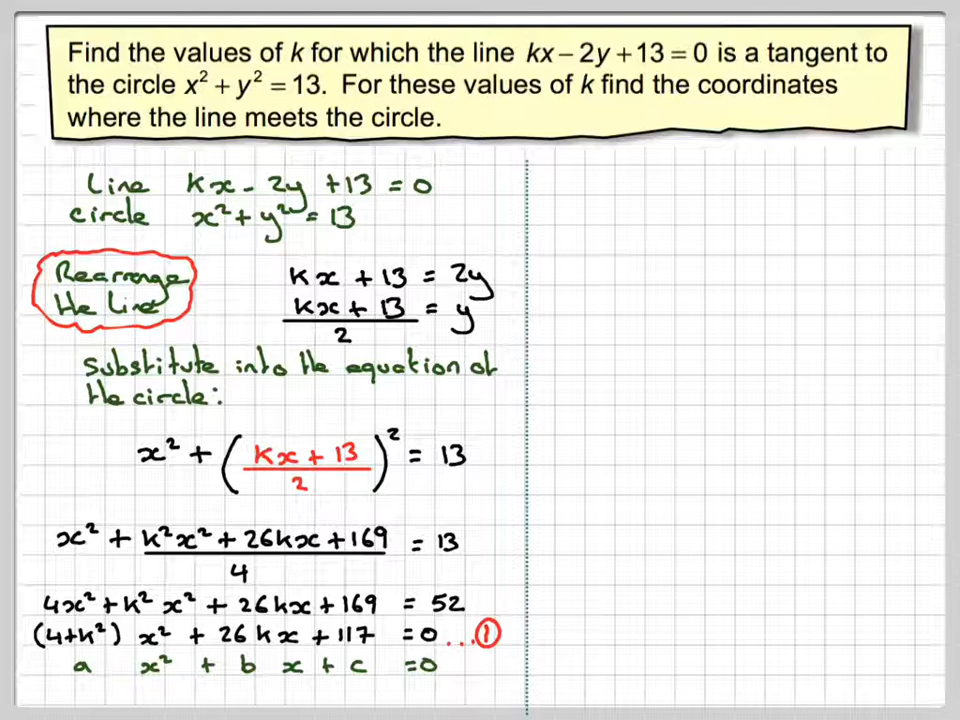 Find the values of k for which the line kx − 2y + 13 = 0 is a tangent to
the circle x² + y² = 13. For these values of k find the coordinates
where the line meets the circle.
Line kx - 2y + 13 = 0
circle x² + y² = 13
Rearrange
the line
kx + 13 = 2y
kx + 13 = y
2
substitute into the equation of
the circle:
x² + (kx + 13)² = 13
2
x² + k²x² + 26kx + 169 = 13
4
4x² + k²x² + 26kx + 169 = 52
(4+k²) x² + 26kx + 117 = 0 ...①
a x² + b x + c = 0